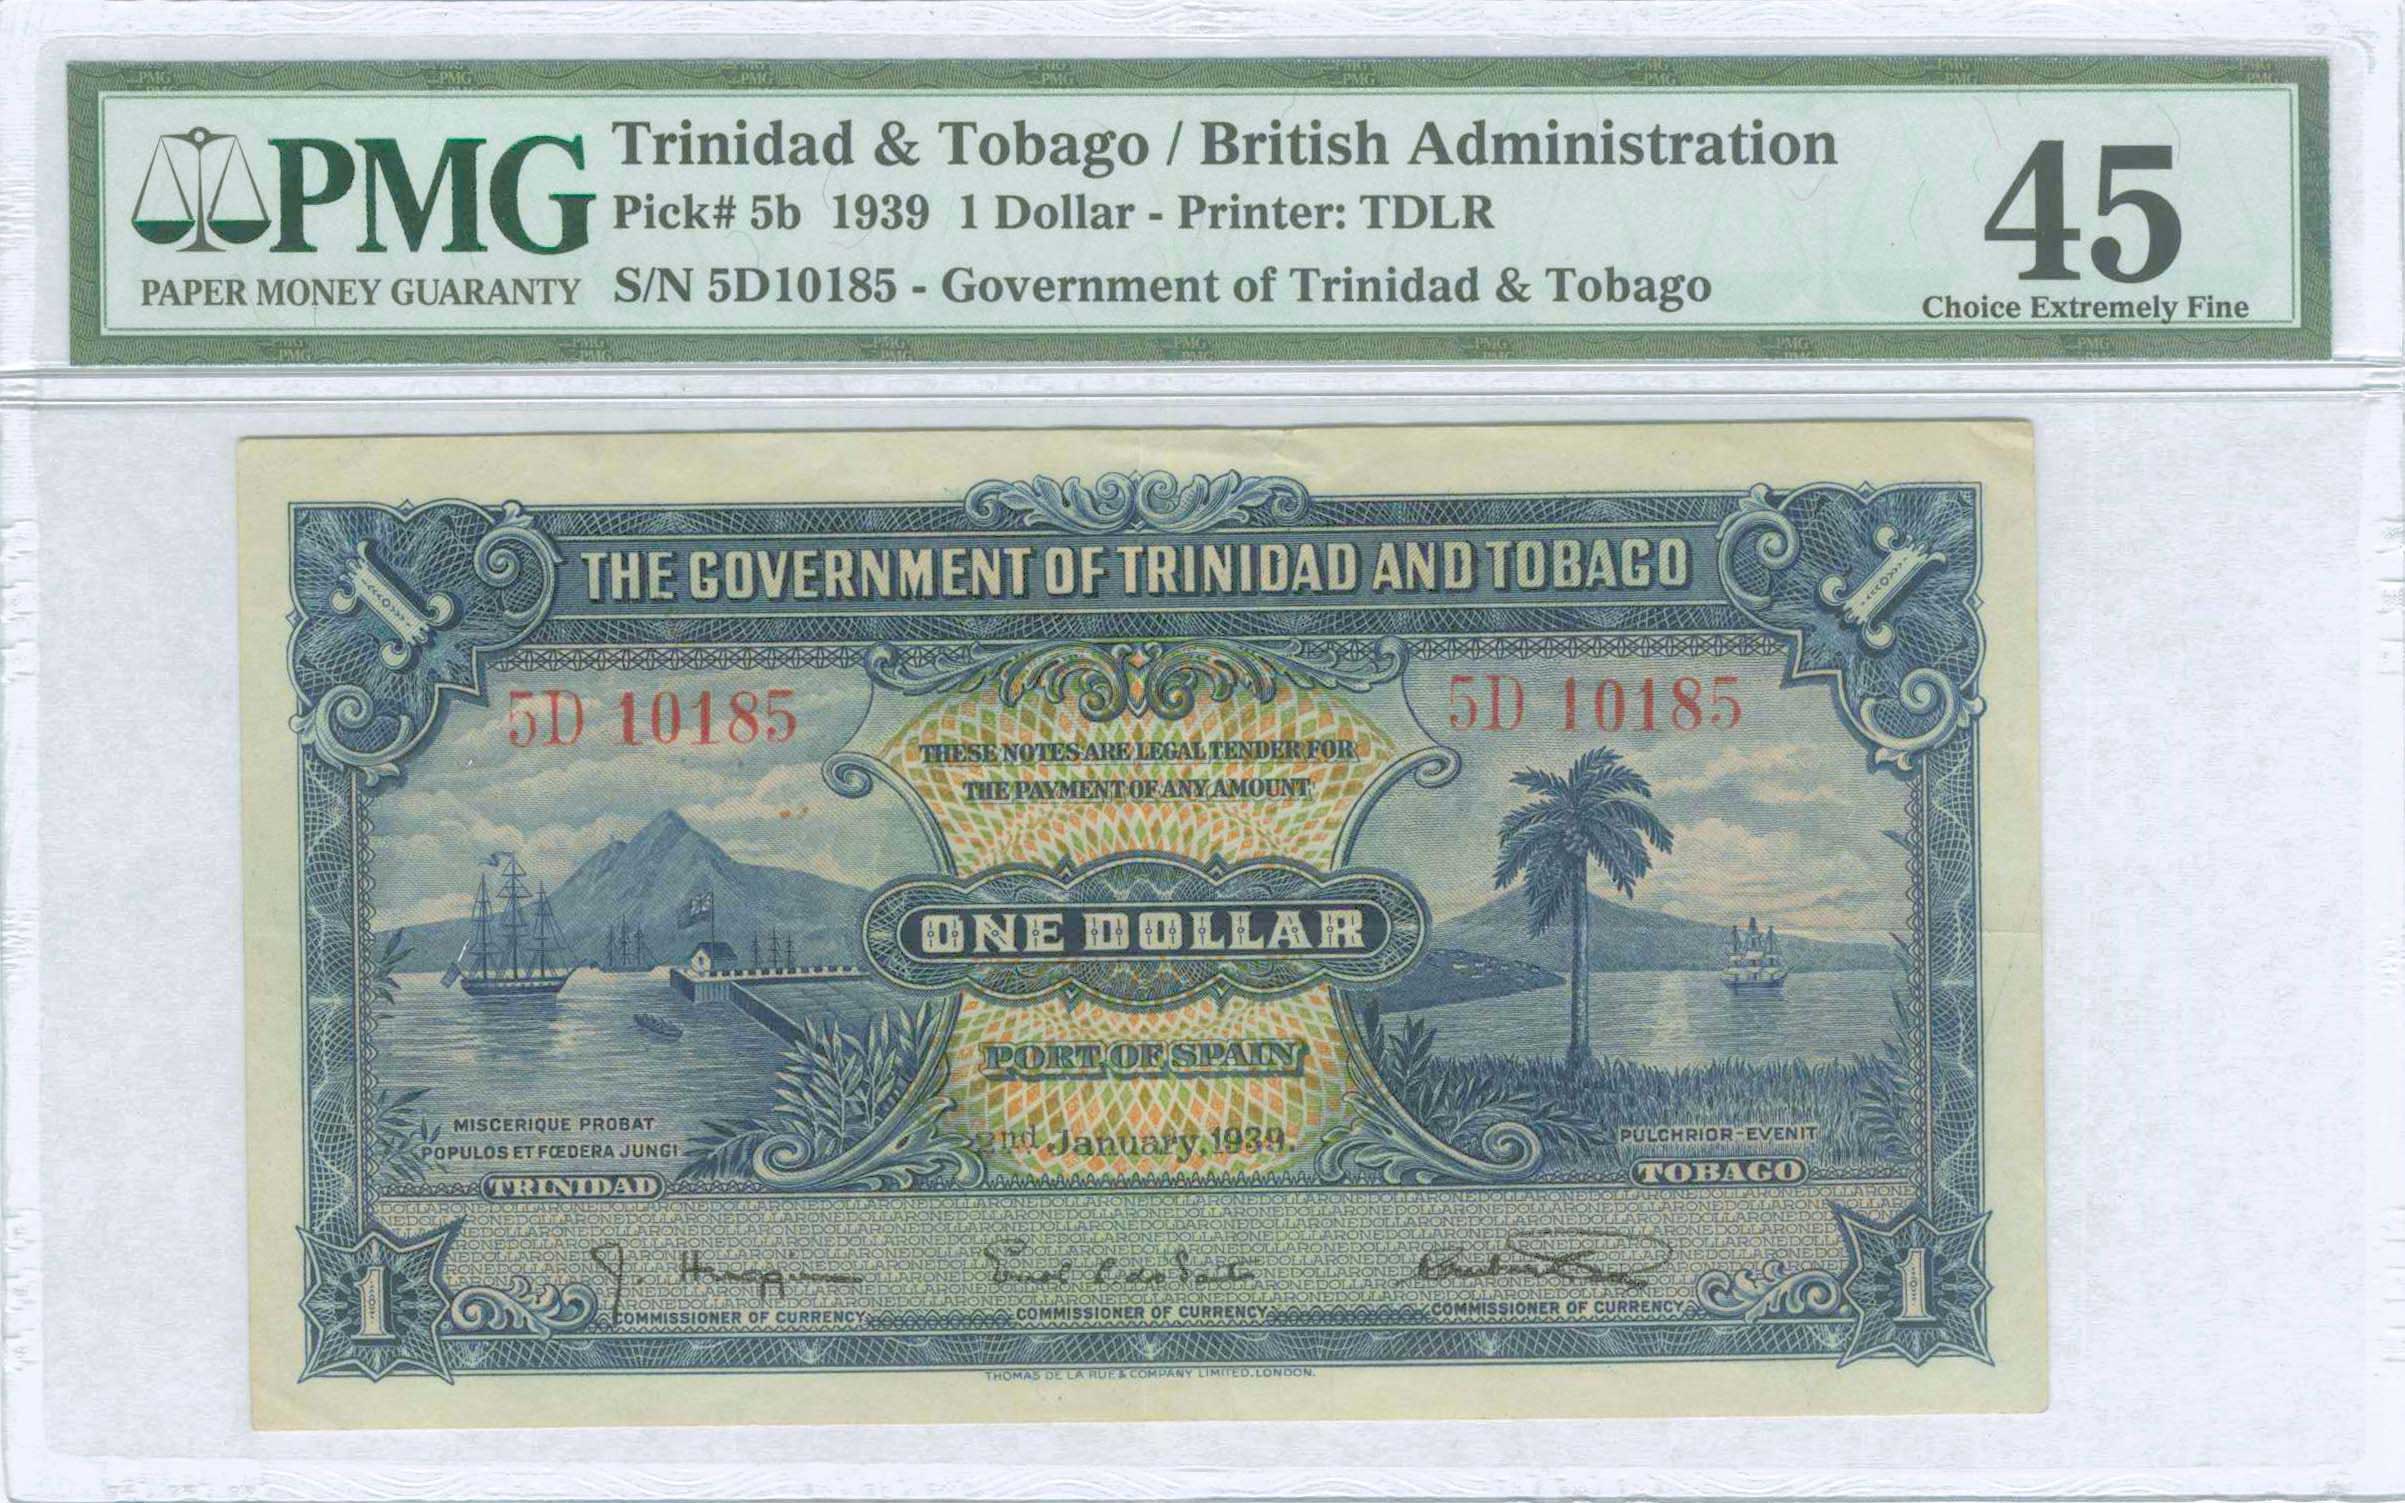 PMG
PAPER MONEY GUARANTY
Trinidad & Tobago / British Administration
Pick# 5b 1939 1 Dollar - Printer: TDLR
S/N 5D10185 - Government of Trinidad & Tobago
45
Choice Extremely Fine
1
THE GOVERNMENT OF TRINIDAD AND TOBAGO
1
5D 10185
5D 10185
THESE NOTES ARE LEGAL TENDER FOR
THE PAYMENT OF ANY AMOUNT
ONE DOLLAR
PORT OF SPAIN
2nd January, 1939.
MISCERIQUE PROBAT
POPULOS ET FŒDERA JUNGI
TRINIDAD
PULCHRIOR-EVENIT
TOBAGO
1
COMMISSIONER OF CURRENCY
COMMISSIONER OF CURRENCY
COMMISSIONER OF CURRENCY
1
THOMAS DE LA RUE & COMPANY LIMITED. LONDON.